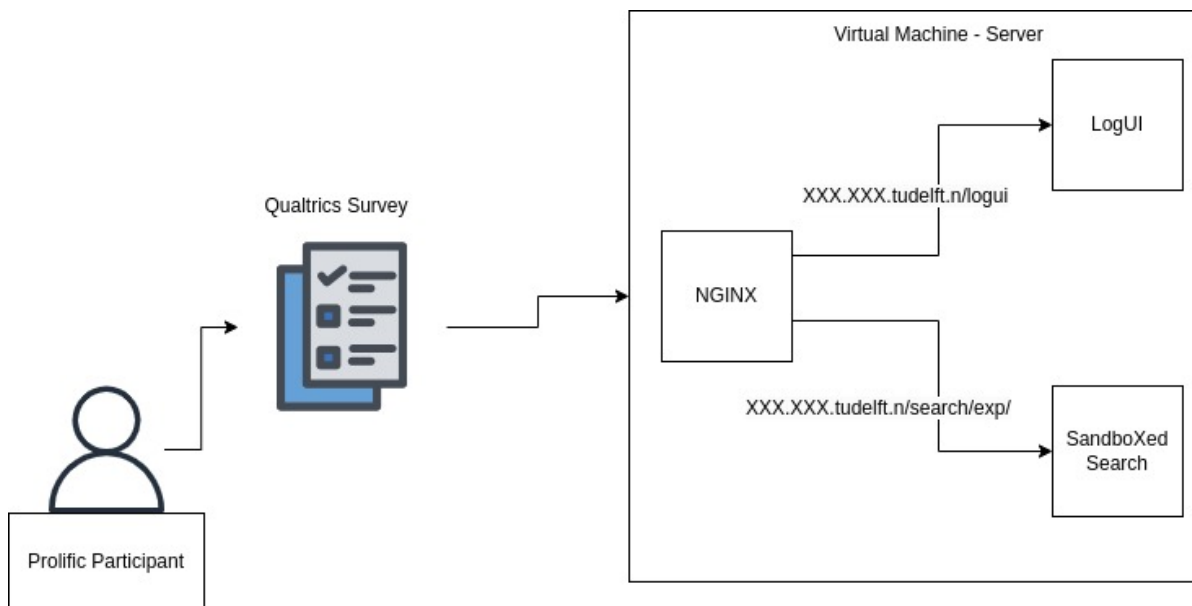 Virtual Machine - Server
LogUI
XXX.XXX.tudelft.n/logui
Qualtrics Survey
NGINX
XXX.XXX.tudelft.n/search/exp/
SandboXed
Search
Prolific Participant